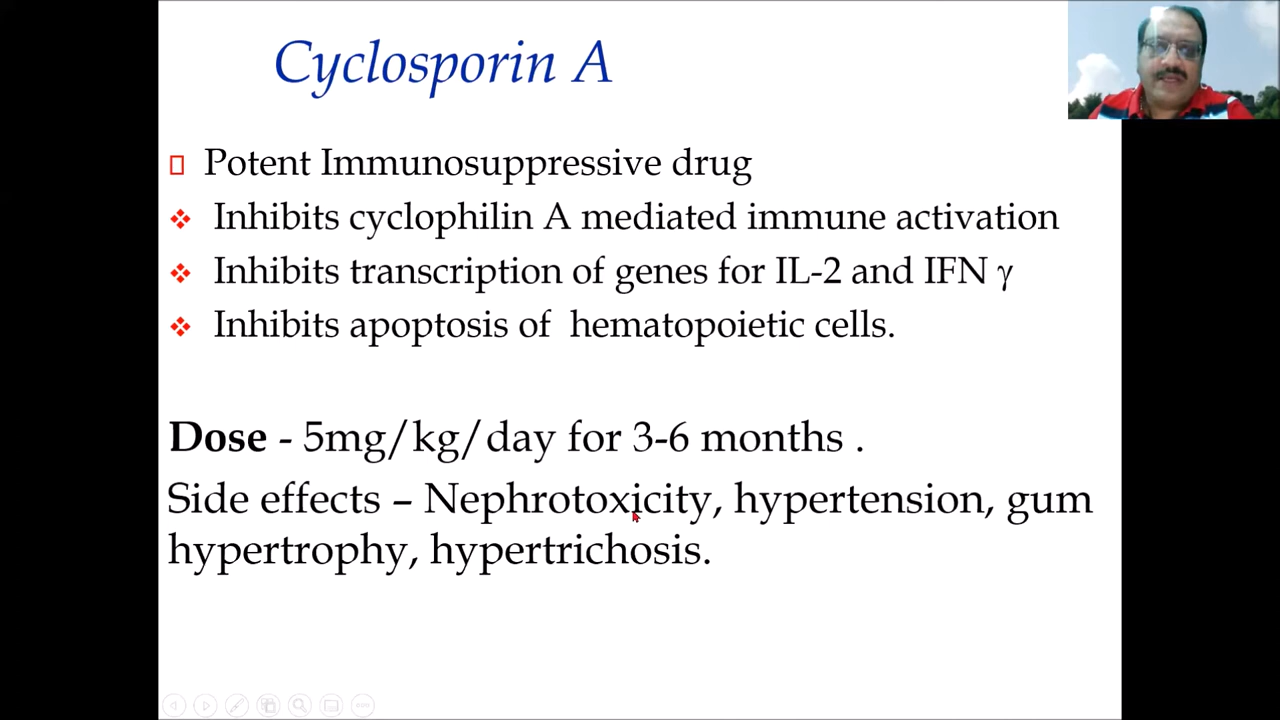 Cyclosporin A
Potent Immunosuppressive drug
Inhibits cyclophilin A mediated immune activation
Inhibits transcription of genes for IL-2 and IFN γ
Inhibits apoptosis of hematopoietic cells.
Dose - 5mg/kg/day for 3-6 months .
Side effects – Nephrotoxicity, hypertension, gum
hypertrophy, hypertrichosis.